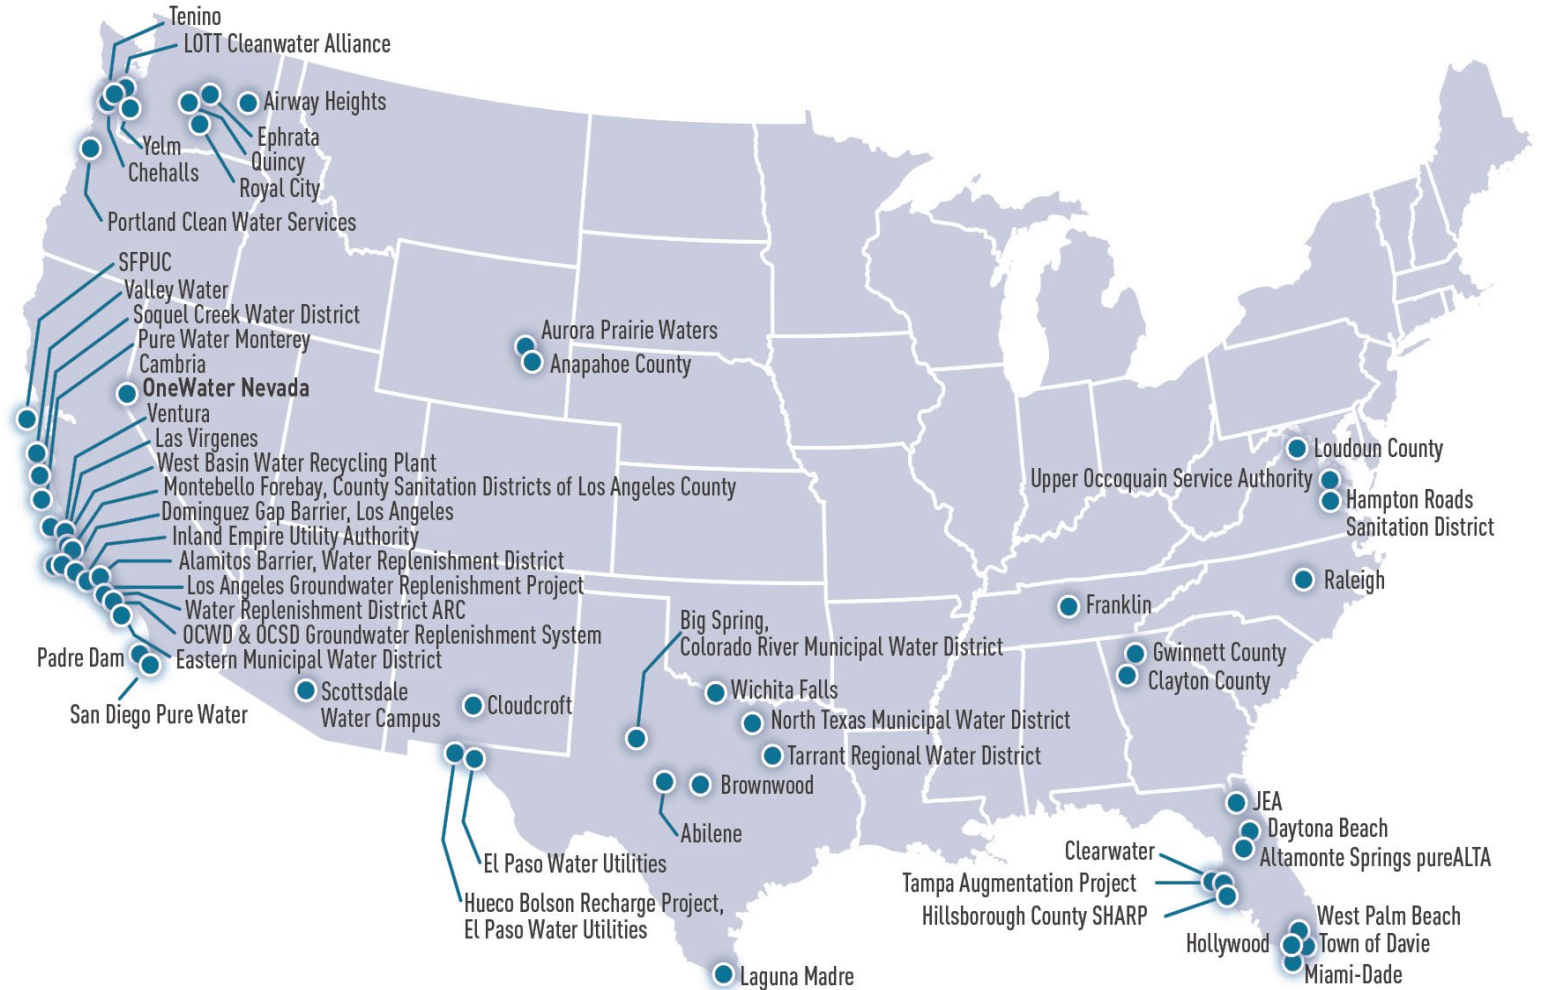 Tenino
LOTT Cleanwater Alliance
Airway Heights
Ephrata
Yelm
Quincy
Chehalls
Royal City
Portland Clean Water Services
SFPUC
Valley Water
Soquel Creek Water District
Pure Water Monterey
Cambria
OneWater Nevada
Ventura
Las Virgenes
West Basin Water Recycling Plant
Montebello Forebay, County Sanitation Districts of Los Angeles County
Dominguez Gap Barrier, Los Angeles
Inland Empire Utility Authority
Alamitos Barrier, Water Replenishment District
Los Angeles Groundwater Replenishment Project
Water Replenishment District ARC
OCWD & OCSD Groundwater Replenishment System
Eastern Municipal Water District
Padre Dam
San Diego Pure Water
Scottsdale
Water Campus
Aurora Prairie Waters
Anapahoe County
Cloudcroft
Big Spring,
Colorado River Municipal Water District
Wichita Falls
North Texas Municipal Water District
Tarrant Regional Water District
Brownwood
Abilene
El Paso Water Utilities
Hueco Bolson Recharge Project,
El Paso Water Utilities
Laguna Madre
Loudoun County
Upper Occoquain Service Authority
Hampton Roads
Sanitation District
Raleigh
Franklin
Gwinnett County
Clayton County
JEA
Daytona Beach
Altamonte Springs pureALTA
Clearwater
Tampa Augmentation Project
Hillsborough County SHARP
West Palm Beach
Hollywood
Town of Davie
Miami-Dade